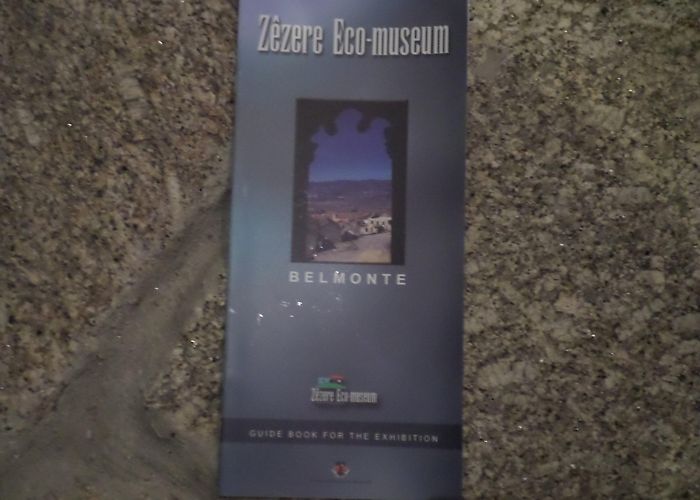 Zêzere Eco-museum
BELMONTE
Zêzere Eco-museum
GUIDE BOOK FOR THE EXHIBITION